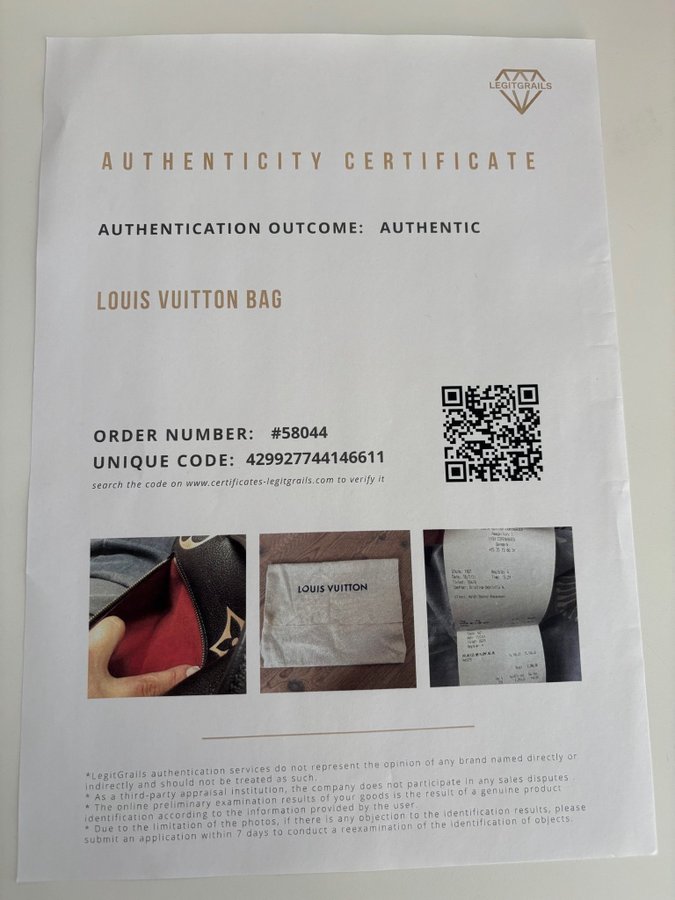 LEGITGRAILS
AUTHENTICITY CERTIFICATE
AUTHENTICATION OUTCOME: AUTHENTIC
LOUIS VUITTON BAG
ORDER NUMBER: #58044
UNIQUE CODE: 429927744146611
search the code on www.certificates-legitgrails.com to verify it
LOUIS VUITTON
*LegitGrails authentication services do not represent the opinion of any brand named directly or
indirectly and should not be treated as such.
* As a third-party appraisal institution, the company does not participate in any sales disputes .
* The online preliminary examination results of your goods is the result of a genuine product
identification according to the information provided by the user.
* Due to the limitation of the photos, if there is any objection to the identification results, please
submit an application within 7 days to conduct a reexamination of the identification of objects.